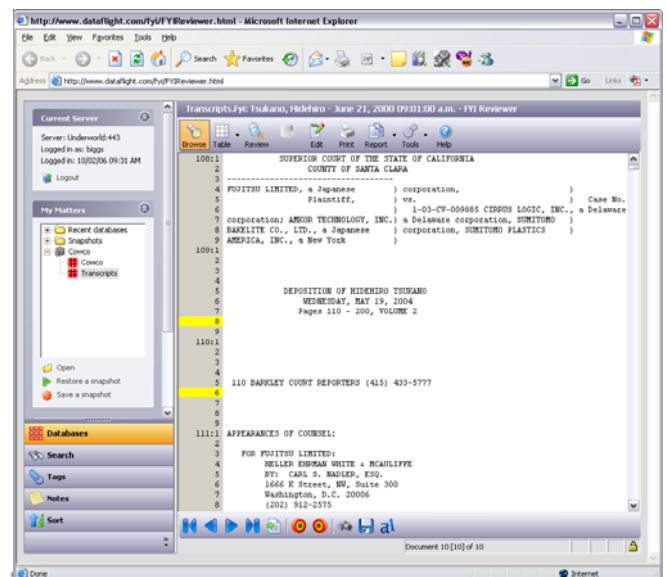 http://www.dataflight.com/fyi/FYIReviewer.html - Microsoft Internet Explorer
File Edit View Favorites Tools Help
Back Search Favorites
Address http://www.dataflight.com/fyi/FYIReviewer.html Go Links
Current Server
Server: Underworld:443
Logged in as: biggs
Logged in: 10/02/06 09:31 AM
Logout
My Matters
Recent databases
Snapshots
Cowco
Cowco
Transcripts
Open
Restore a snapshot
Save a snapshot
Databases
Search
Tags
Notes
Sort
Transcripts.Fyi: Tsukano, Hidehiro - June 21, 2000 09:01:00 a.m. - FYI Reviewer
Browse Table Review Edit Print Report Tools Help
108:1 SUPERIOR COURT OF THE STATE OF CALIFORNIA
2 COUNTY OF SANTA CLARA
3 ----------------------------------
4 FUJITSU LIMITED, a Japanese ) corporation, )
5 Plaintiff, ) vs. ) Case No.
6 ) 1-03-CV-009885 CIRRUS LOGIC, INC., a Delaware
7 corporation; AMKOR TECHNOLOGY, INC.) a Delaware corporation, SUMITOMO )
8 BAKELITE CO., LTD., a Japanese ) corporation, SUMITOMO PLASTICS )
9 AMERICA, INC., a New York )
109:1
2
3
4
5 DEPOSITION OF HIDEHIRO TSUKANO
6 WEDNESDAY, MAY 19, 2004
7 Pages 110 - 200, VOLUME 2
8
9
110:1
2
3
4
5 110 BARKLEY COURT REPORTERS (415) 433-5777
6
7
8
9
111:1 APPEARANCES OF COUNSEL:
2
3 FOR FUJITSU LIMITED:
4 HELLER EHRMAN WHITE & MCAULIFFE
5 BY: CARL S. NADLER, ESQ.
6 1666 K Street, NW, Suite 300
7 Washington, D.C. 20006
8 (202) 912-2575
a1
Document 10 [10] of 10
Done
Internet